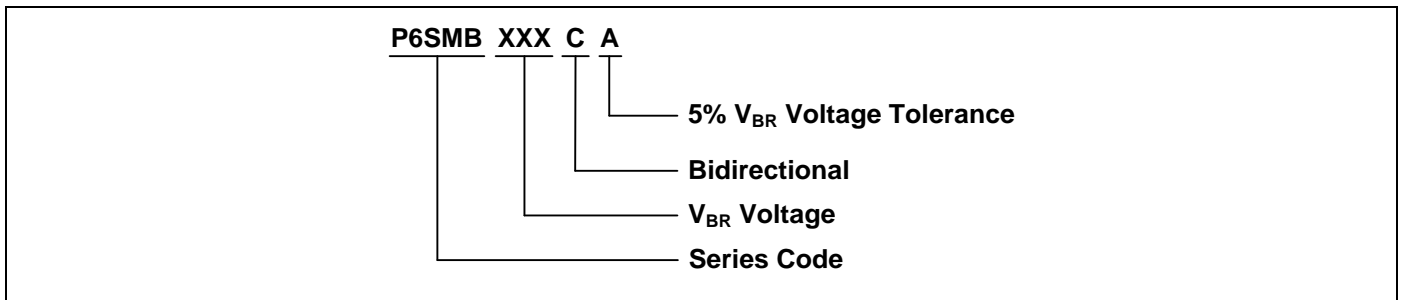 P6SMB XXX C A
5% VBR Voltage Tolerance
Bidirectional
VBR Voltage
Series Code